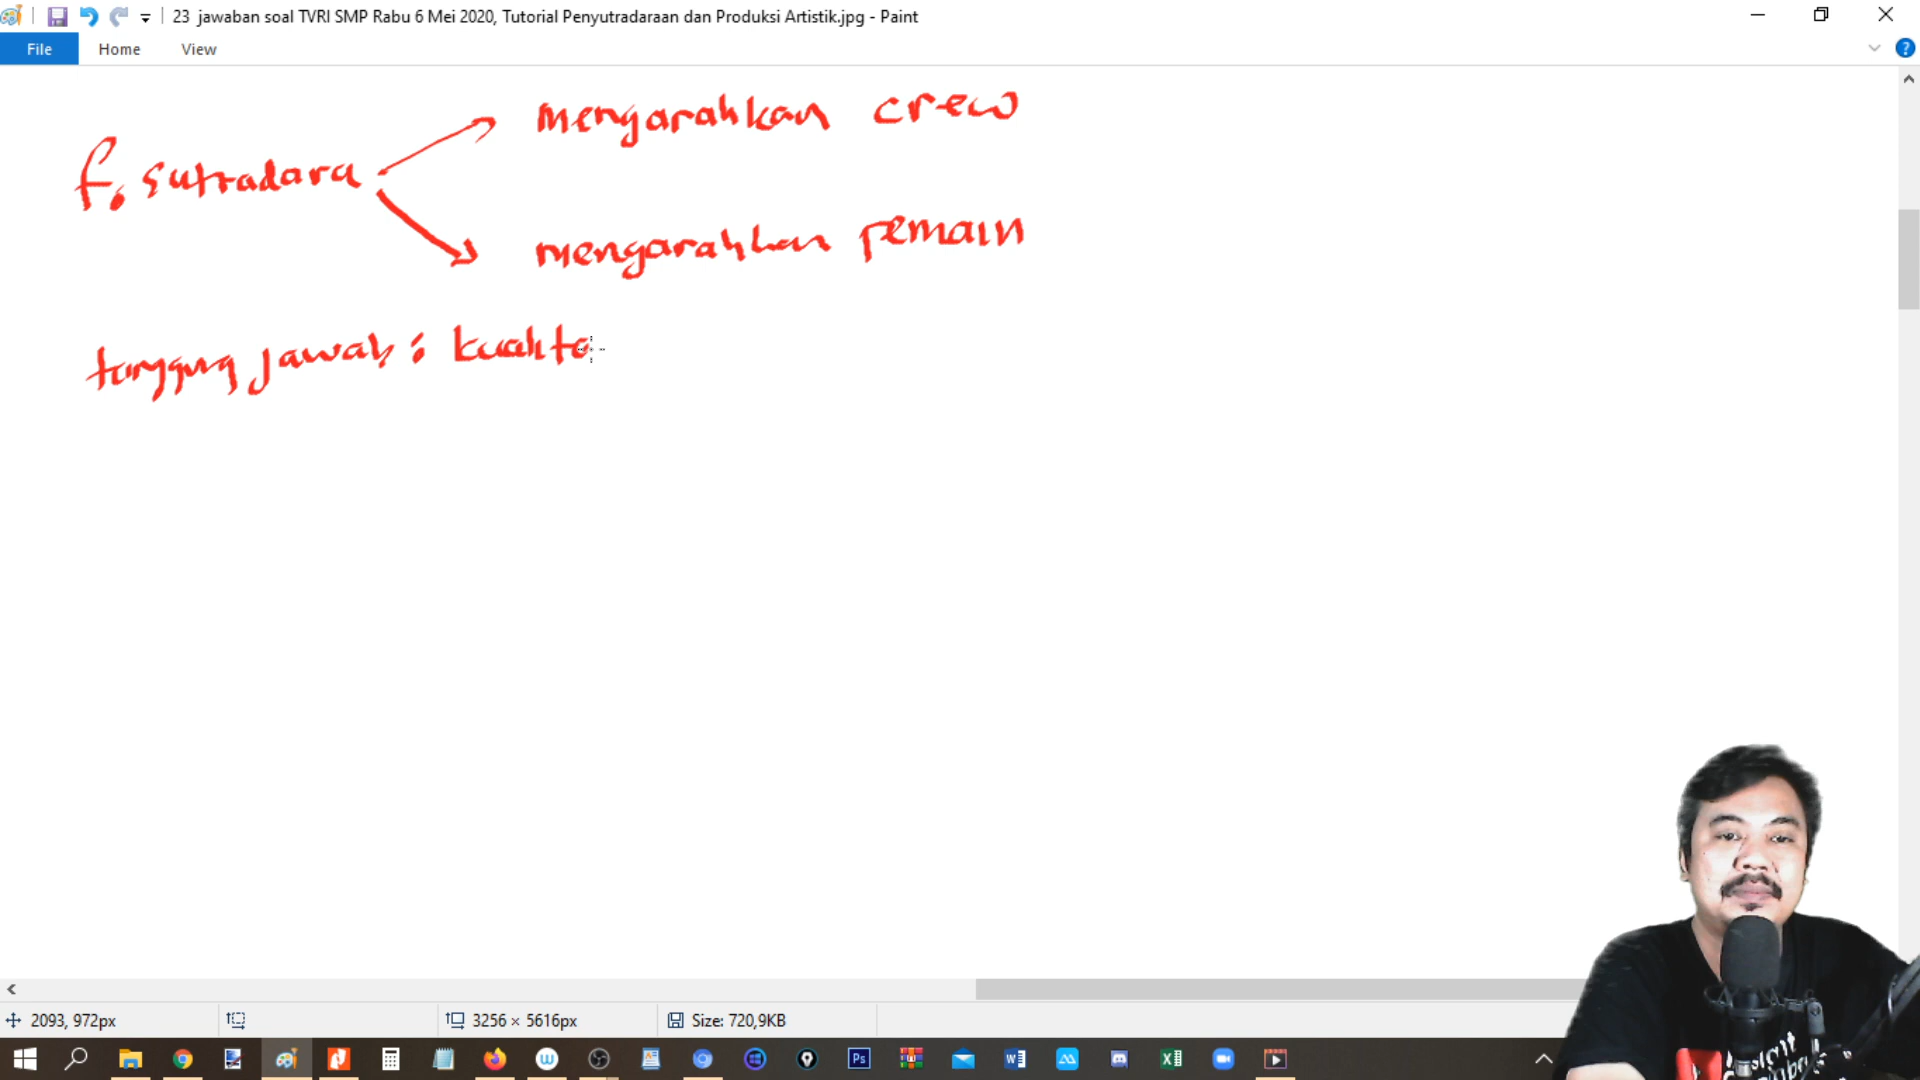 23 jawaban soal TVRI SMP Rabu 6 Mei 2020, Tutorial Penyutradaraan dan Produksi Artistik.jpg - Paint
File Home View
mengarahkan crew
f. sutradara
mengarahkan pemain
tanggung jawab : kualita
2093, 972px
3256 × 5616px
Size: 720,9KB